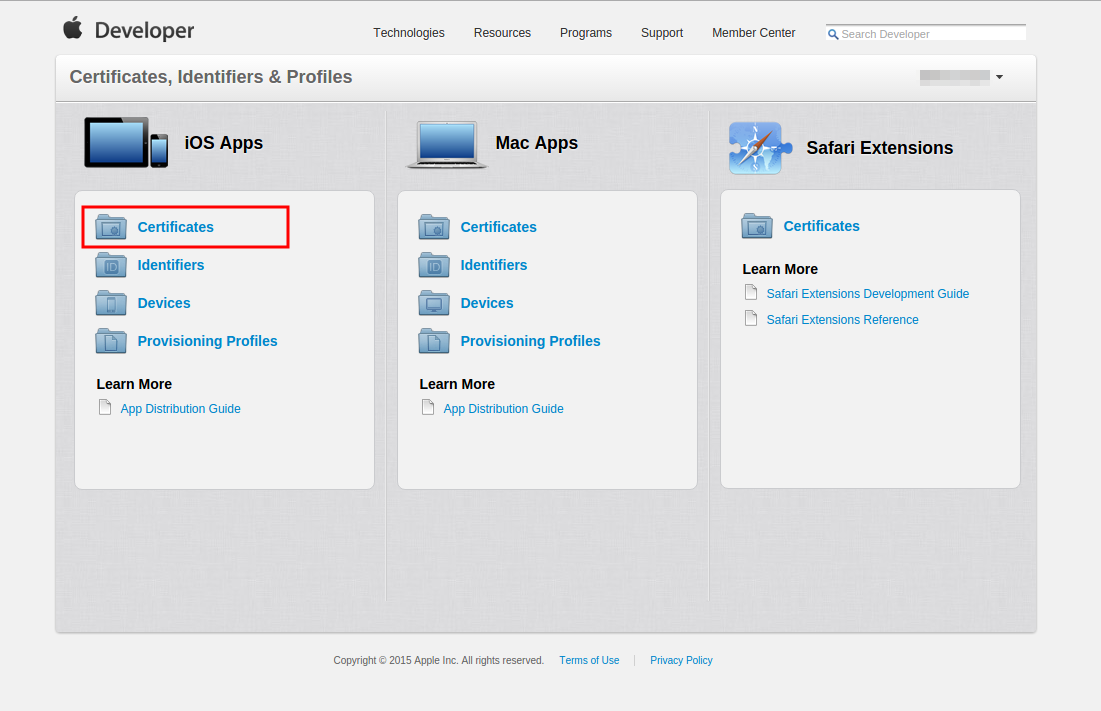 Developer
Technologies Resources Programs Support Member Center Search Developer
Certificates, Identifiers & Profiles
iOS Apps
Certificates
Identifiers
Devices
Provisioning Profiles
Learn More
App Distribution Guide
Mac Apps
Certificates
Identifiers
Devices
Provisioning Profiles
Learn More
App Distribution Guide
Safari Extensions
Certificates
Learn More
Safari Extensions Development Guide
Safari Extensions Reference
Copyright © 2015 Apple Inc. All rights reserved. Terms of Use Privacy Policy